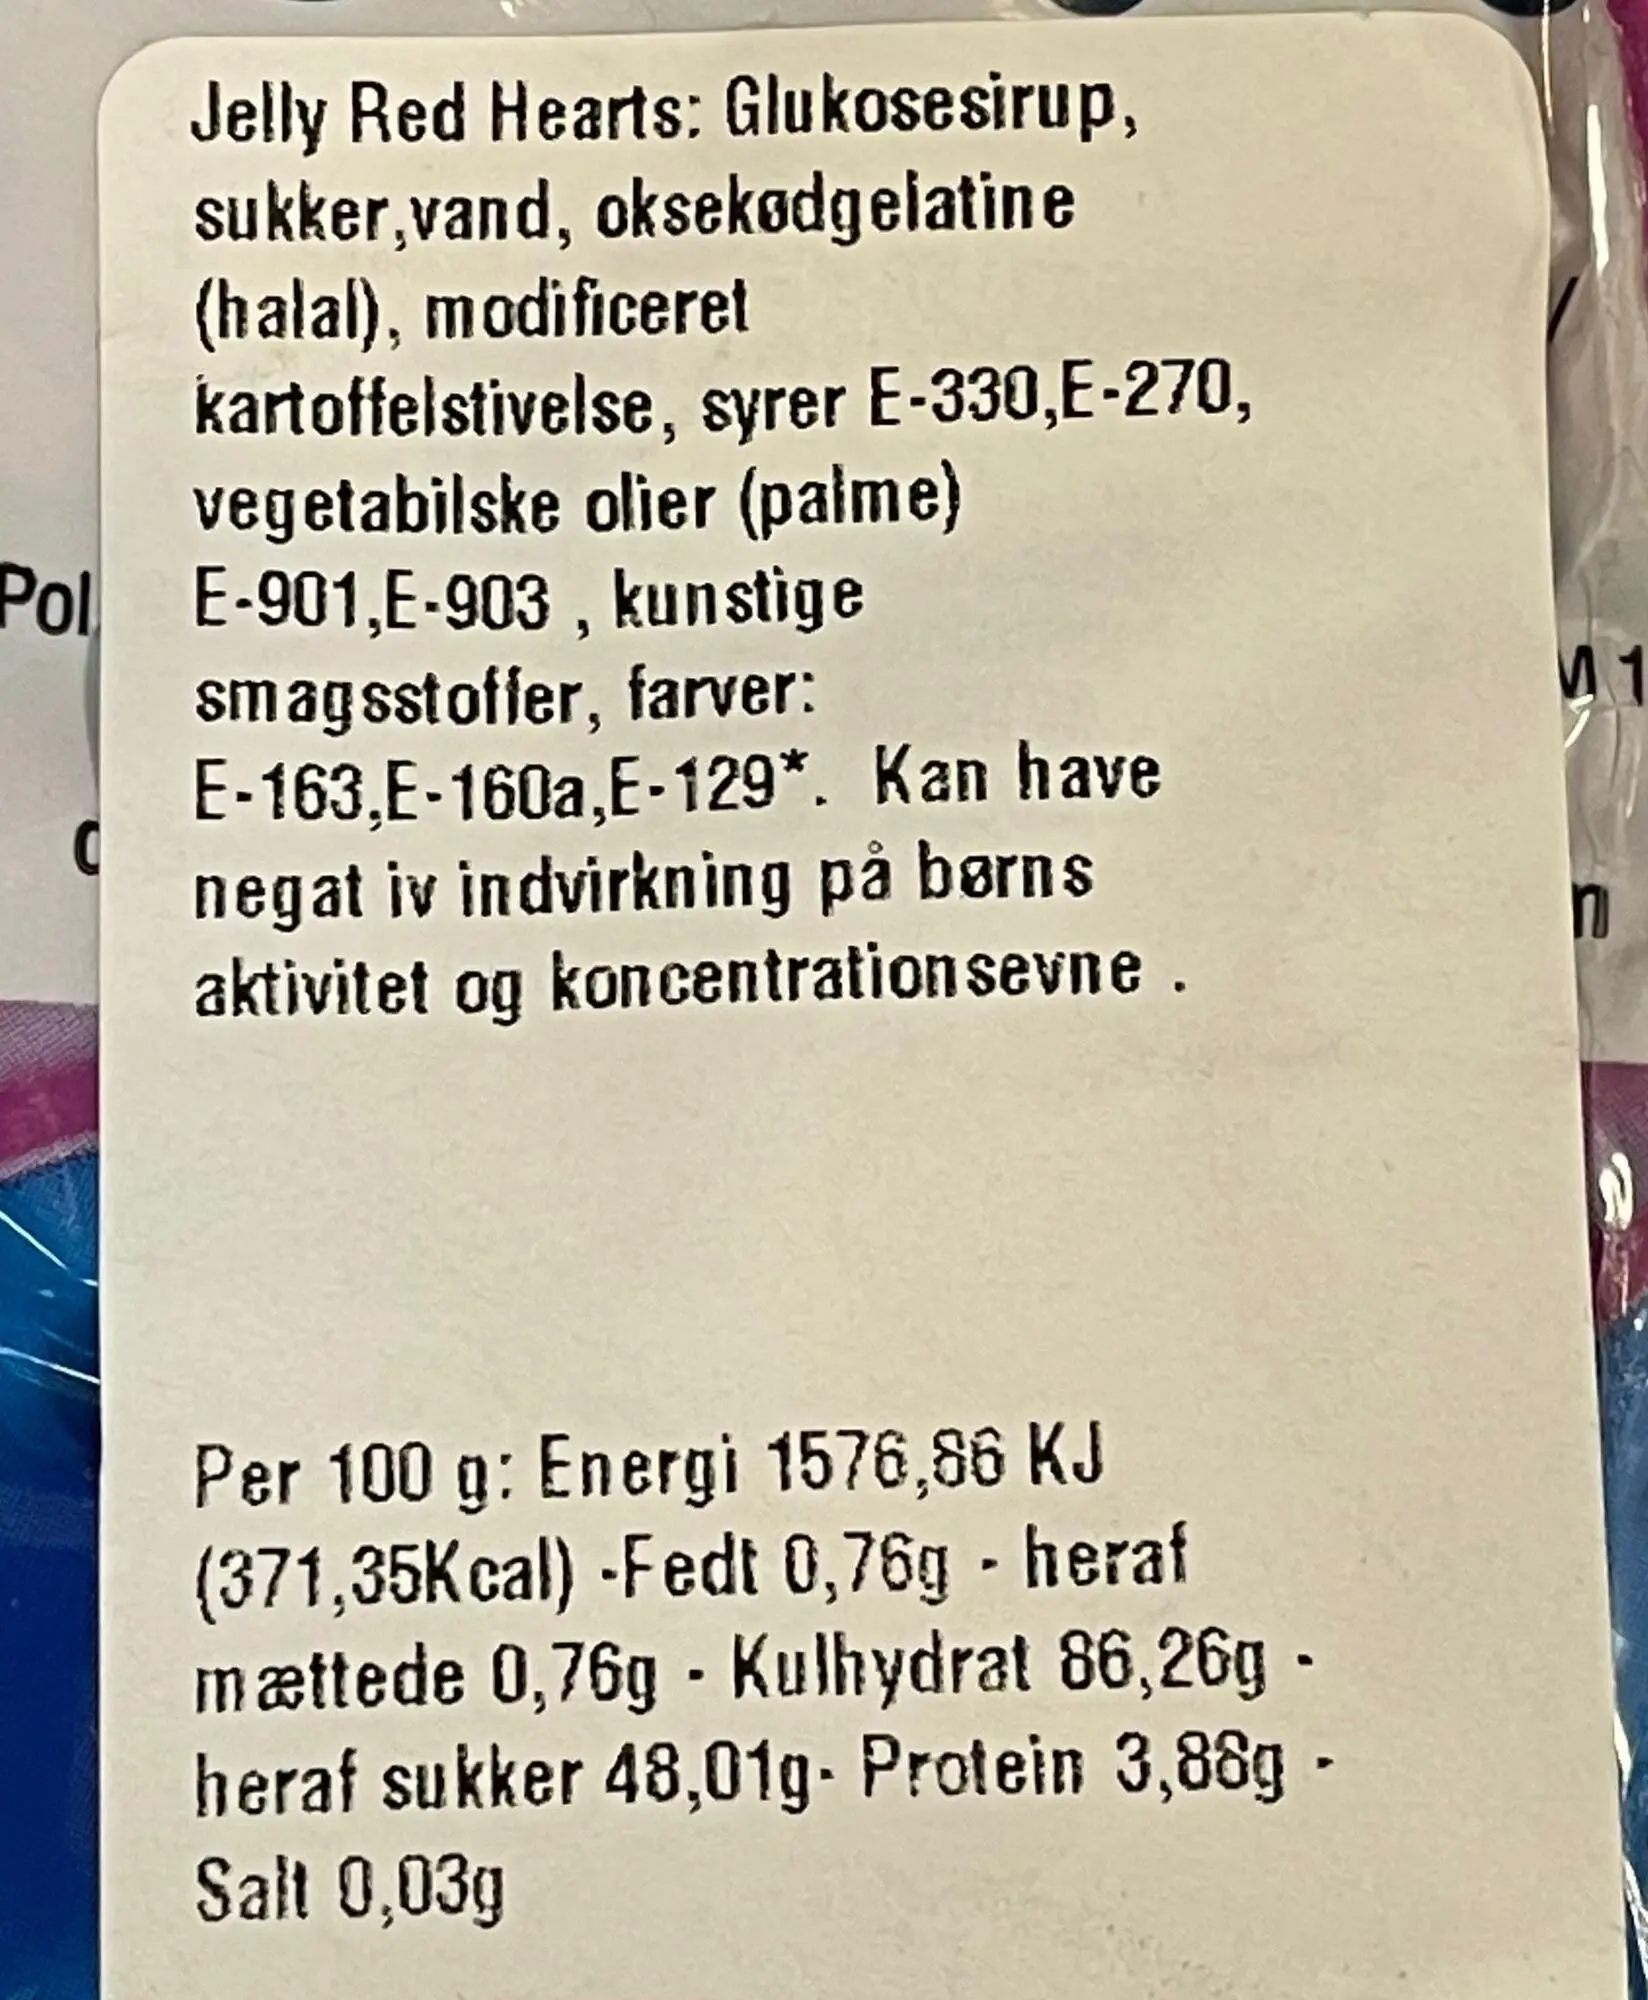 Jelly Red Hearts: Glukosesirup,
sukker,vand, oksekødgelatine
(halal), modificeret
kartoffelstivelse, syrer E-330,E-270,
vegetabilske olier (palme)
E-901,E-903 , kunstige
smagsstoffer, farver:
E-163,E-160a,E-129*. Kan have
negat iv indvirkning på børns
aktivitet og koncentrationsevne .
Per 100 g: Energi 1576,86 KJ
(371,35Kcal) -Fedt 0,76g - heraf
mættede 0,76g - Kulhydrat 86,26g -
heraf sukker 48,01g- Protein 3,88g -
Salt 0,03g